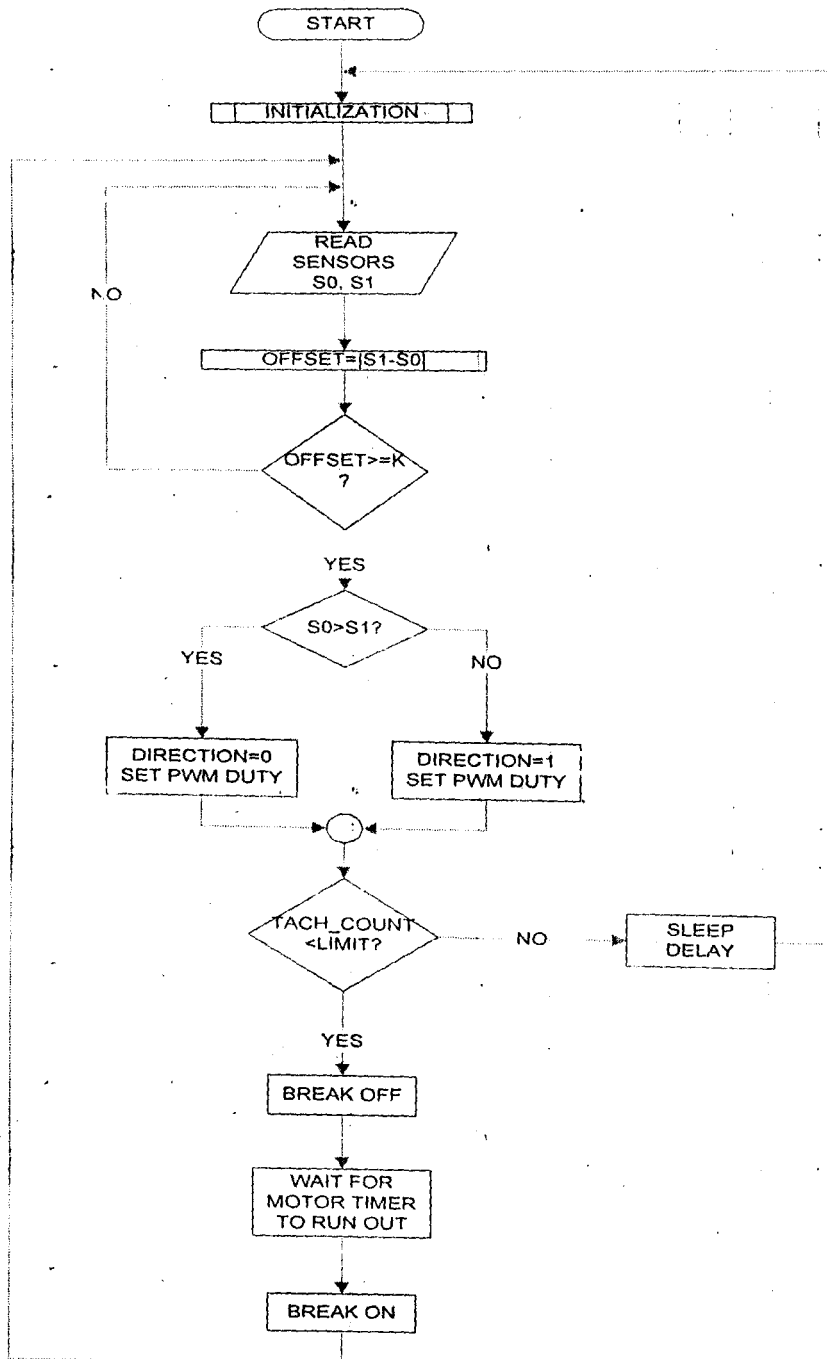 START
INITIALIZATION
READ
SENSORS
S0, S1
NO
OFFSET=|S1-S0|
OFFSET>=K
?
YES
S0>S1?
YES
NO
DIRECTION=0
SET PWM DUTY
DIRECTION=1
SET PWM DUTY
TACH_COUNT
<LIMIT?
NO
SLEEP
DELAY
YES
BREAK OFF
WAIT FOR
MOTOR TIMER
TO RUN OUT
BREAK ON